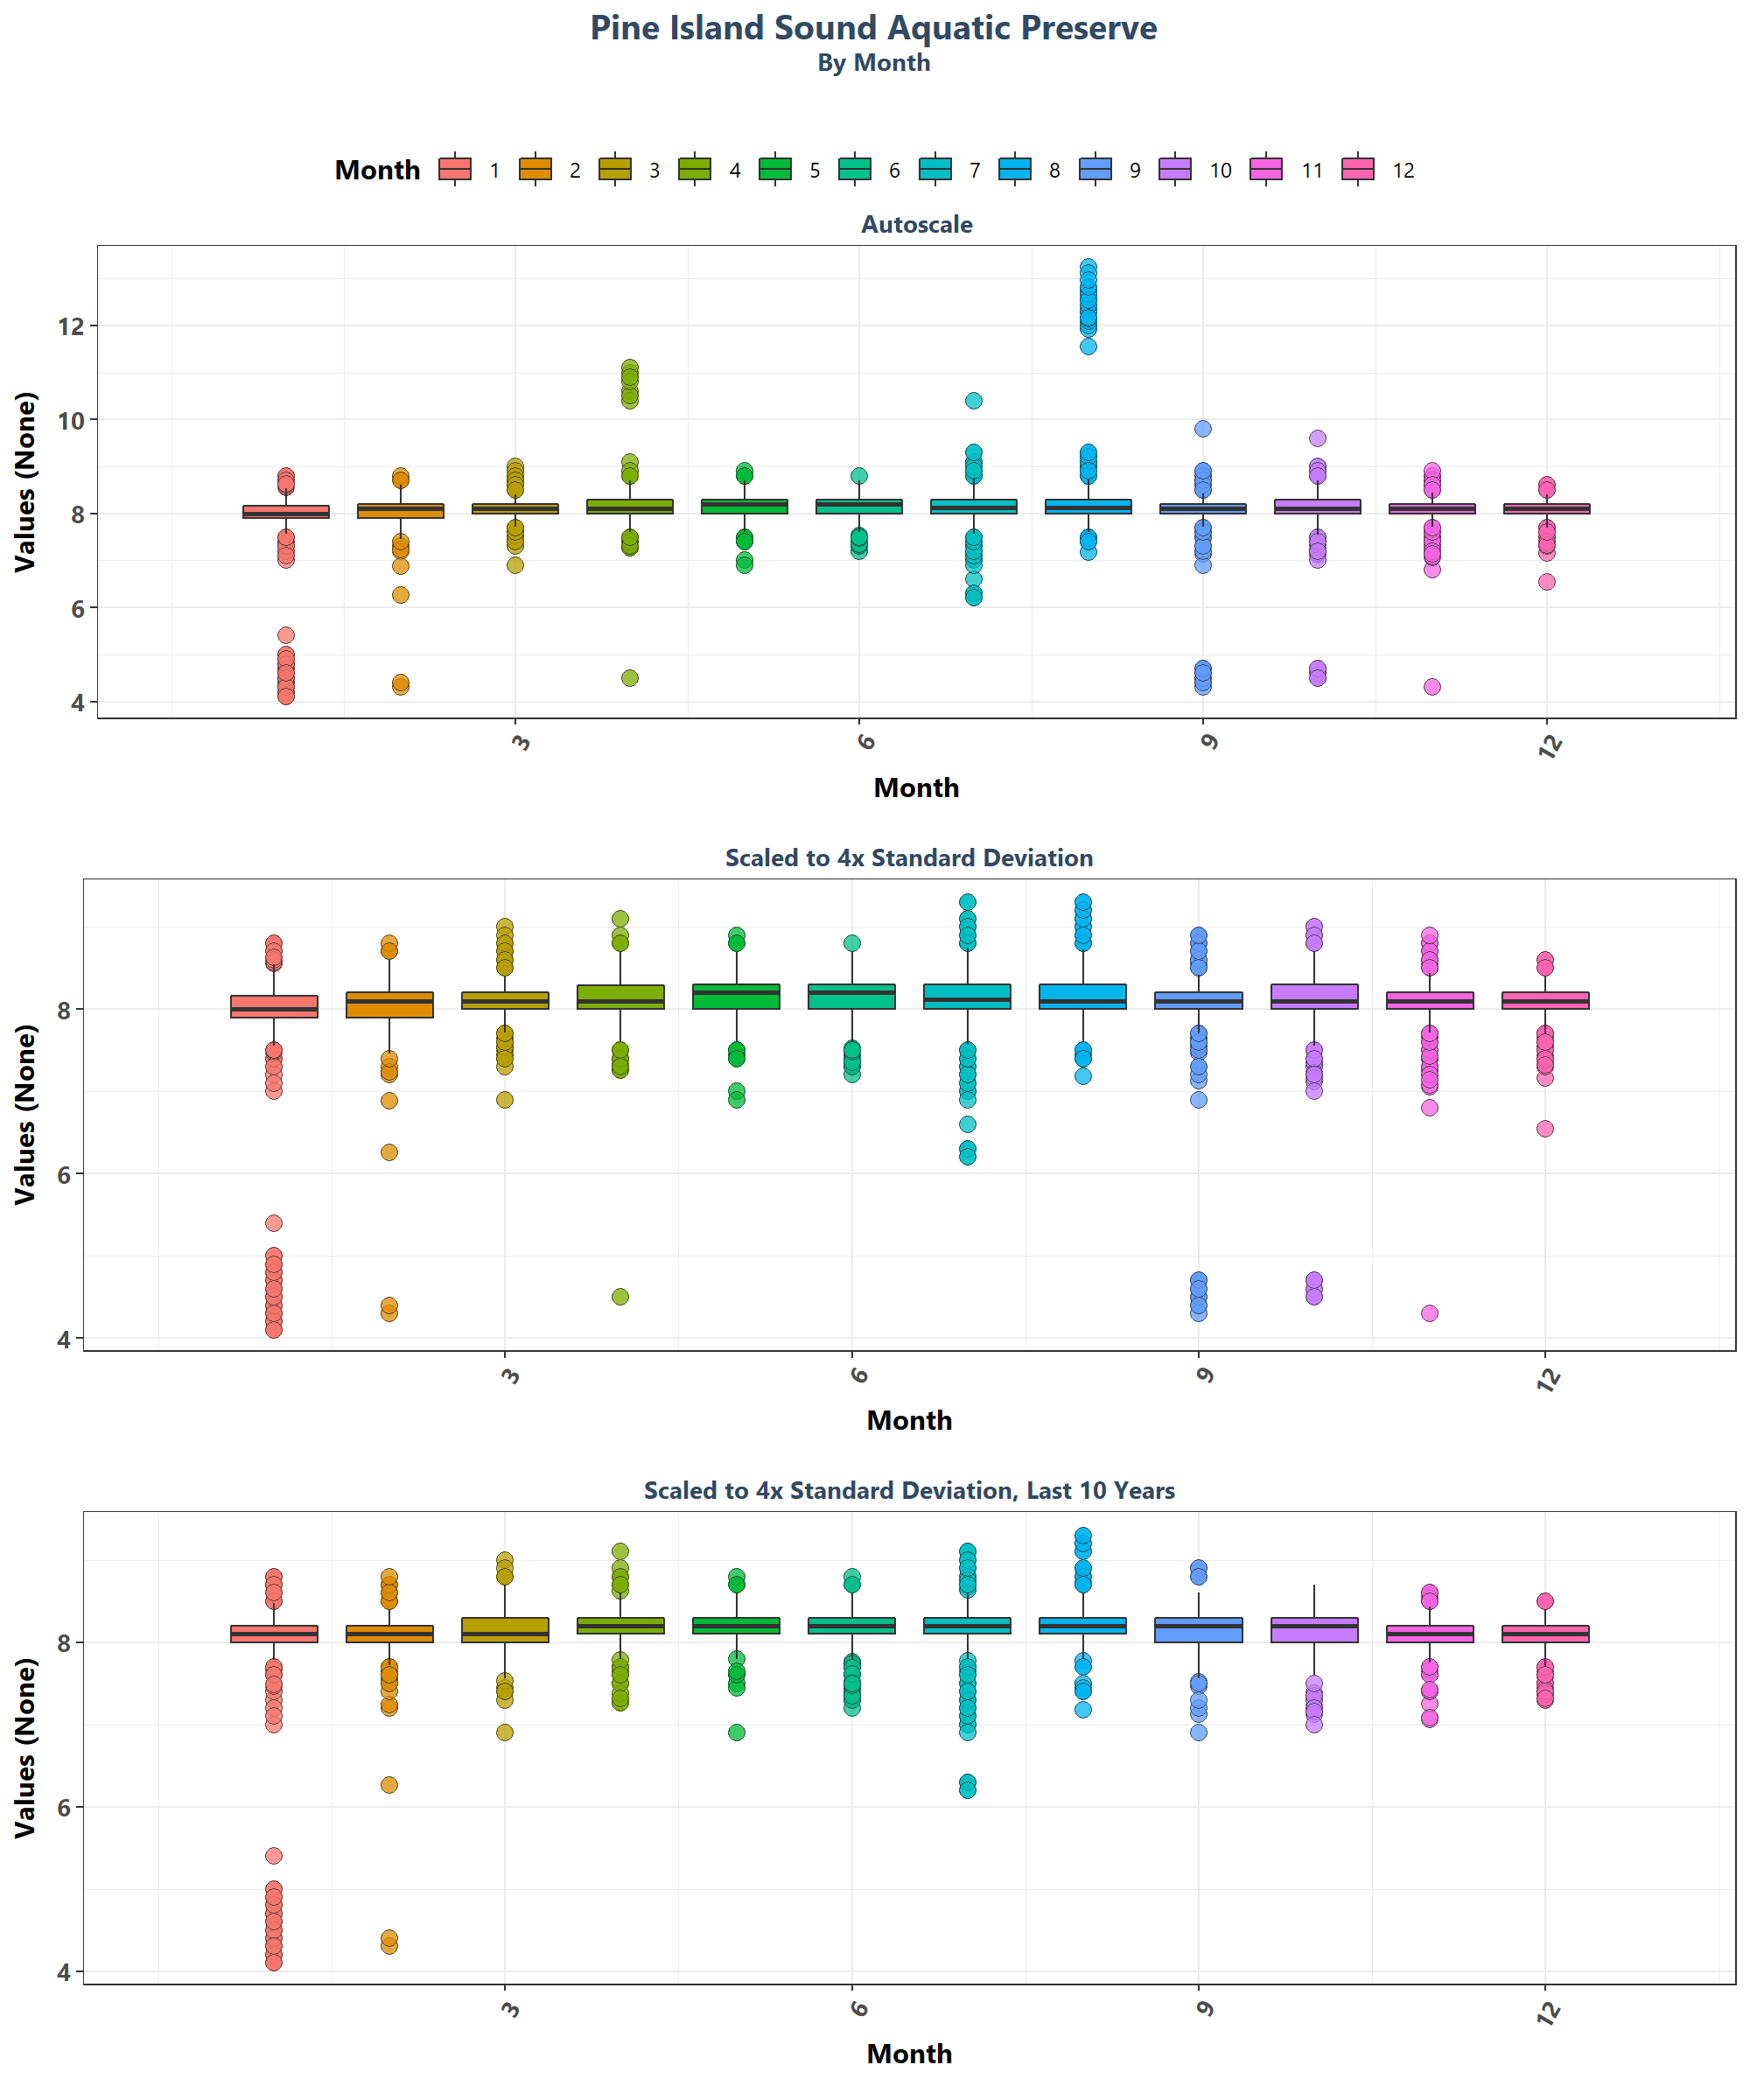 Pine Island Sound Aquatic Preserve
By Month
Month 1 2 3 4 5 6 7 8 9 10 11 12
Autoscale
Values (None)
12
10
8
6
4
3 6 9 12
Month
Scaled to 4x Standard Deviation
Values (None)
8
6
4
3 6 9 12
Month
Scaled to 4x Standard Deviation, Last 10 Years
Values (None)
8
6
4
3 6 9 12
Month